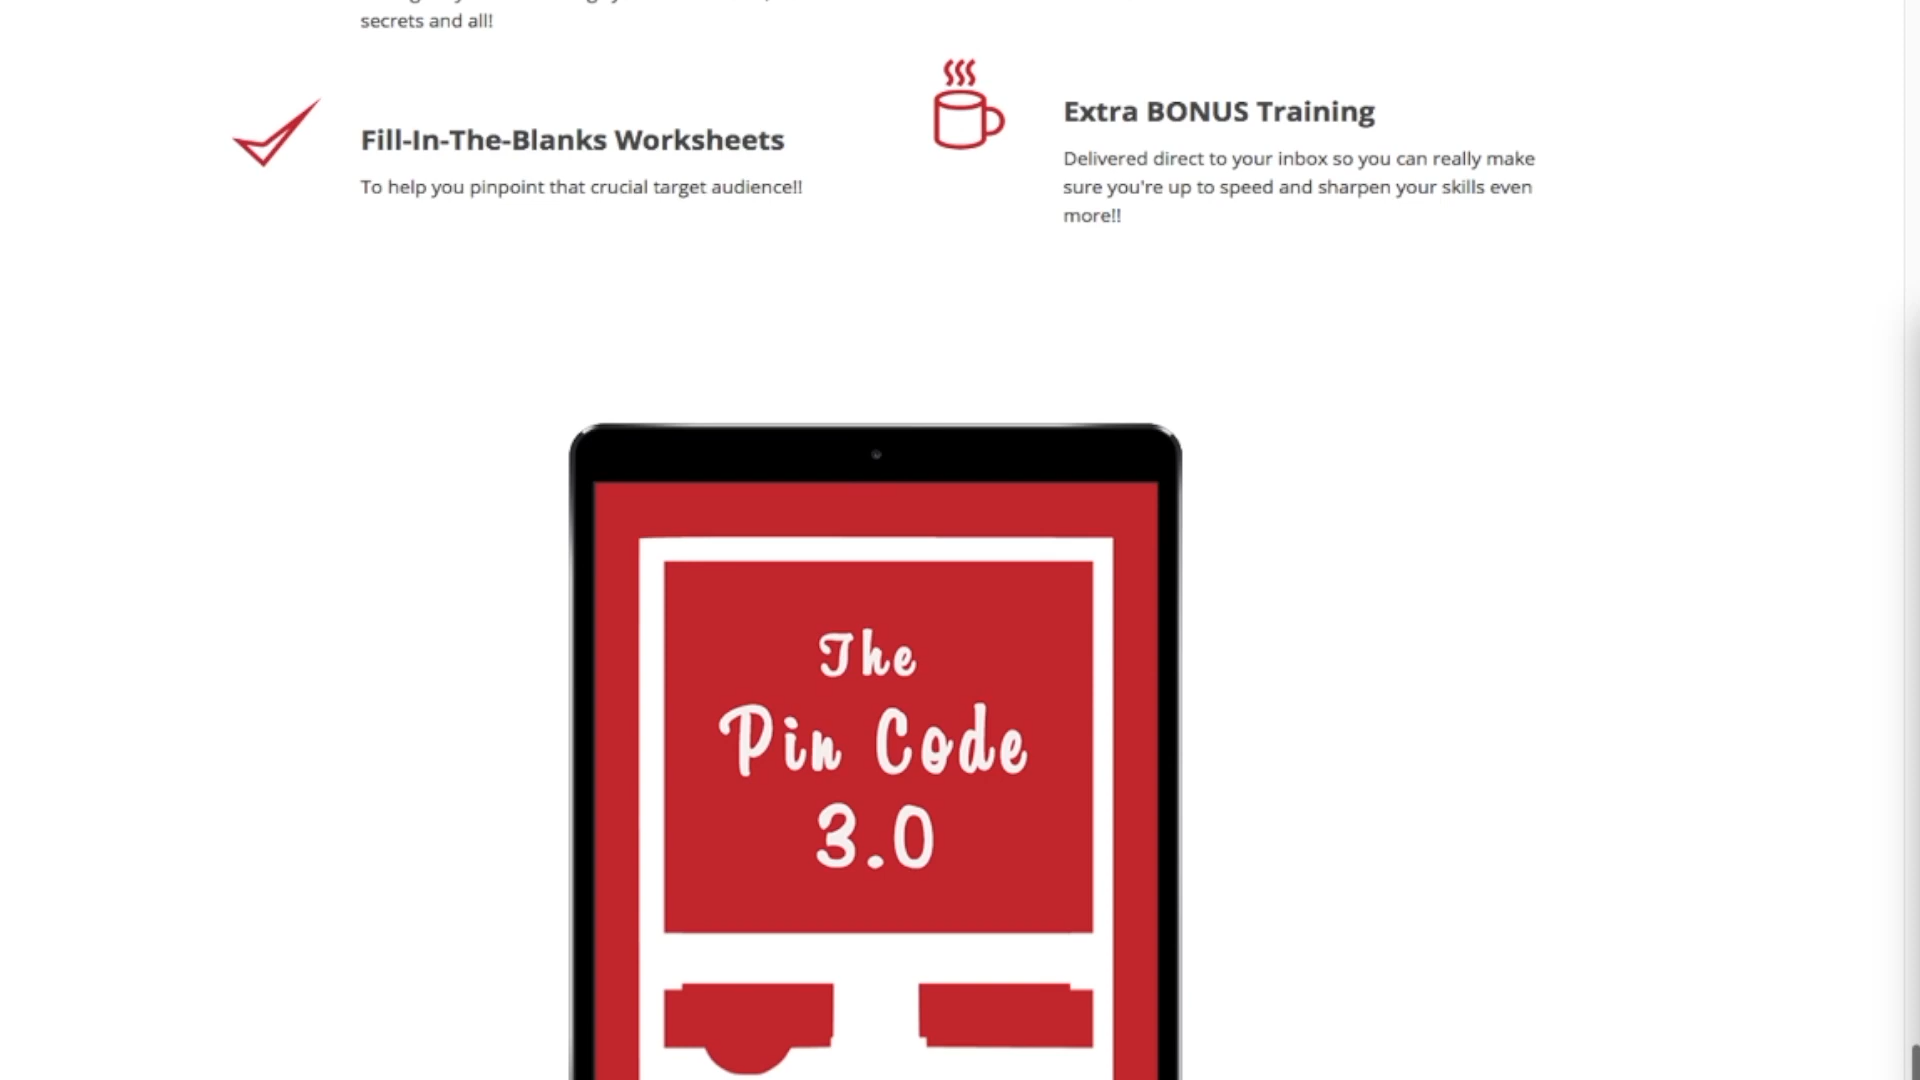 secrets and all!
Fill-In-The-Blanks Worksheets
To help you pinpoint that crucial target audience!!
Extra BONUS Training
Delivered direct to your inbox so you can really make
sure you're up to speed and sharpen your skills even
more!!
The
Pin Code
3.0